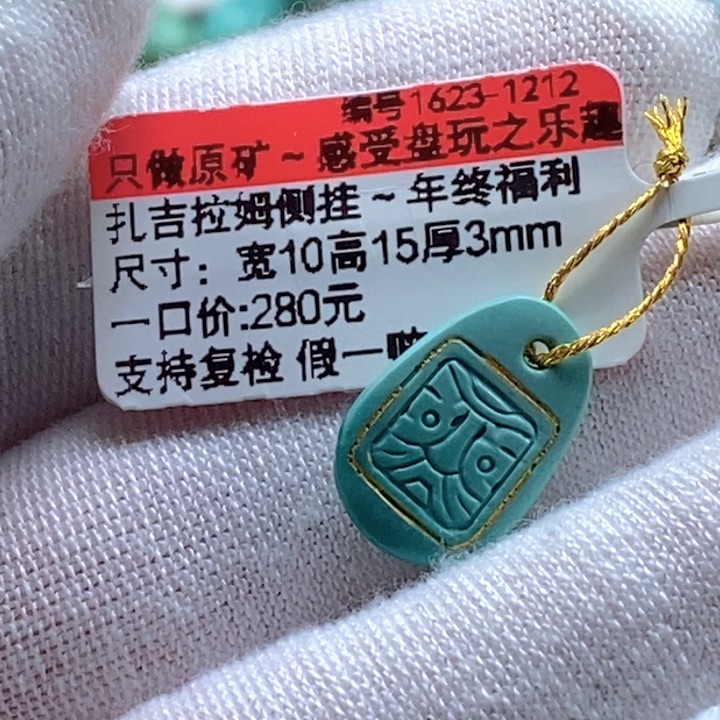 编号1623-1212
只做原矿~感受盘玩之乐趣
扎吉拉姆侧挂~年终福利
尺寸：宽10高15厚3mm
一口价:280元
支持复检 假一